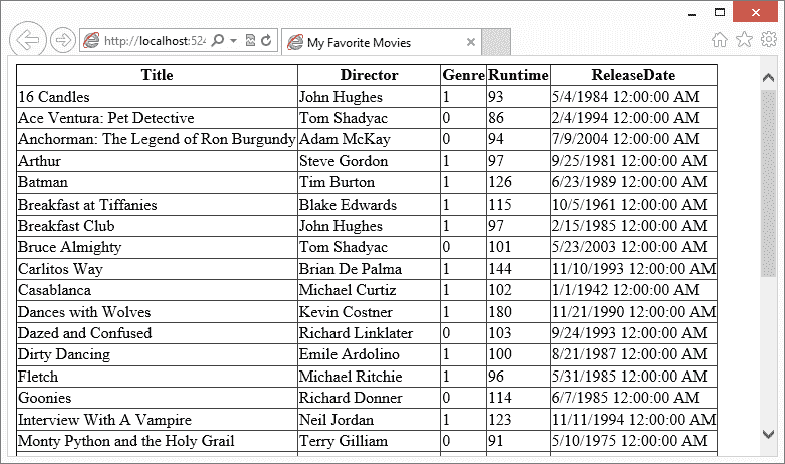 http://localhost:524
My Favorite Movies
Title Director Genre Runtime ReleaseDate
16 Candles John Hughes 1 93 5/4/1984 12:00:00 AM
Ace Ventura: Pet Detective Tom Shadyac 0 86 2/4/1994 12:00:00 AM
Anchorman: The Legend of Ron Burgundy Adam McKay 0 94 7/9/2004 12:00:00 AM
Arthur Steve Gordon 1 97 9/25/1981 12:00:00 AM
Batman Tim Burton 1 126 6/23/1989 12:00:00 AM
Breakfast at Tiffanies Blake Edwards 1 115 10/5/1961 12:00:00 AM
Breakfast Club John Hughes 1 97 2/15/1985 12:00:00 AM
Bruce Almighty Tom Shadyac 0 101 5/23/2003 12:00:00 AM
Carlitos Way Brian De Palma 1 144 11/10/1993 12:00:00 AM
Casablanca Michael Curtiz 1 102 1/1/1942 12:00:00 AM
Dances with Wolves Kevin Costner 1 180 11/21/1990 12:00:00 AM
Dazed and Confused Richard Linklater 0 103 9/24/1993 12:00:00 AM
Dirty Dancing Emile Ardolino 1 100 8/21/1987 12:00:00 AM
Fletch Michael Ritchie 1 96 5/31/1985 12:00:00 AM
Goonies Richard Donner 0 114 6/7/1985 12:00:00 AM
Interview With A Vampire Neil Jordan 1 123 11/11/1994 12:00:00 AM
Monty Python and the Holy Grail Terry Gilliam 0 91 5/10/1975 12:00:00 AM